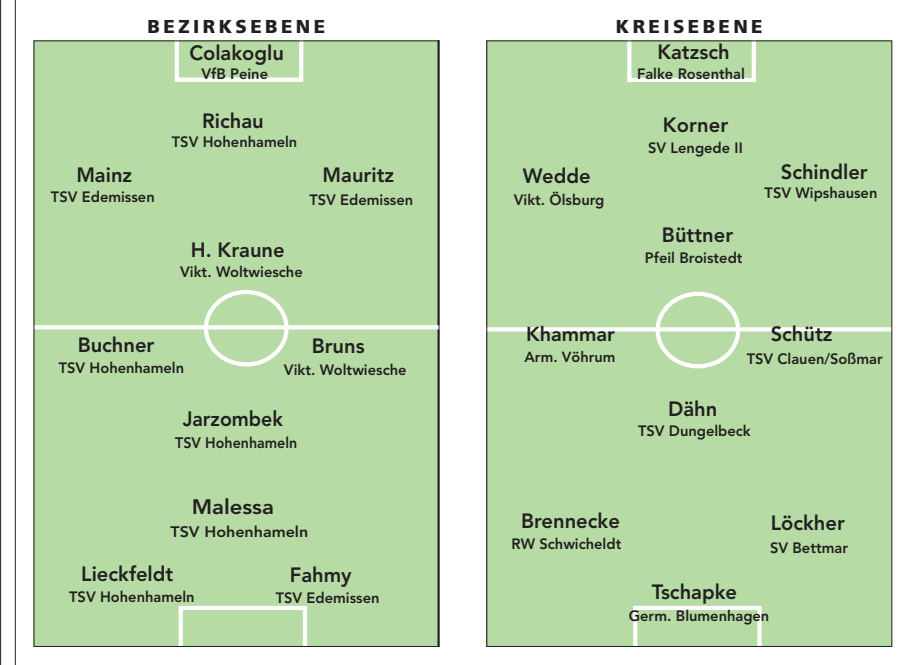 BEZIRKSEBENE
Colakoglu
VfB Peine
Richau
TSV Hohenhameln
Mainz
TSV Edemissen
Mauritz
TSV Edemissen
H. Kraune
Vikt. Woltwiesche
Buchner
TSV Hohenhameln
Bruns
Vikt. Woltwiesche
Jarzombek
TSV Hohenhameln
Malessa
TSV Hohenhameln
Lieckfeldt
TSV Hohenhameln
Fahmy
TSV Edemissen
KREISEBENE
Katzsch
Falke Rosenthal
Korner
SV Lengede II
Wedde
Vikt. Ölsburg
Schindler
TSV Wipshausen
Büttner
Pfeil Broistedt
Khammar
Arm. Vöhrum
Schütz
TSV Clauen/Soßmar
Dähn
TSV Dungelbeck
Brennecke
RW Schwicheldt
Löckher
SV Bettmar
Tschapke
Germ. Blumenhagen